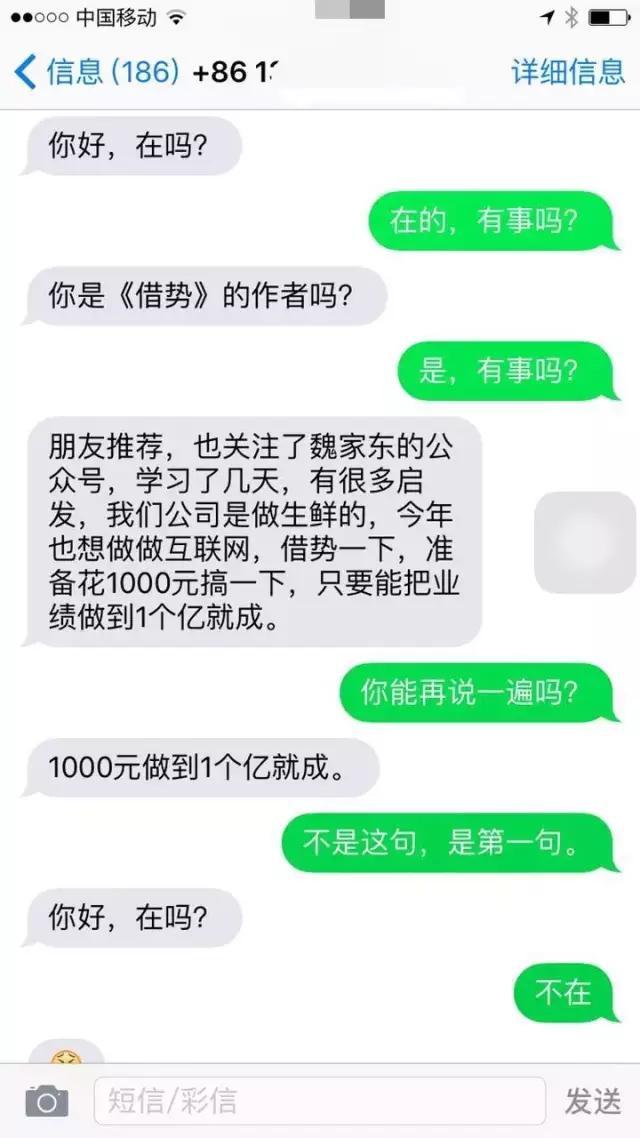 中国移动
信息 (186) +86 1
详细信息
你好，在吗？
在的，有事吗？
你是《借势》的作者吗？
是，有事吗？
朋友推荐，也关注了魏家东的公
众号，学习了几天，有很多启
发，我们公司是做生鲜的，今年
也想做做互联网，借势一下，准
备花1000元搞一下，只要能把业
绩做到1个亿就成。
你能再说一遍吗？
1000元做到1个亿就成。
不是这句，是第一句。
你好，在吗？
不在
短信/彩信
发送